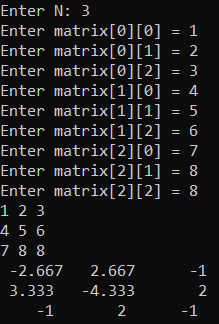 Enter N: 3
Enter matrix[0][0] = 1
Enter matrix[0][1] = 2
Enter matrix[0][2] = 3
Enter matrix[1][0] = 4
Enter matrix[1][1] = 5
Enter matrix[1][2] = 6
Enter matrix[2][0] = 7
Enter matrix[2][1] = 8
Enter matrix[2][2] = 8
1 2 3
4 5 6
7 8 8
-2.667 2.667 -1
3.333 -4.333 2
-1 2 -1